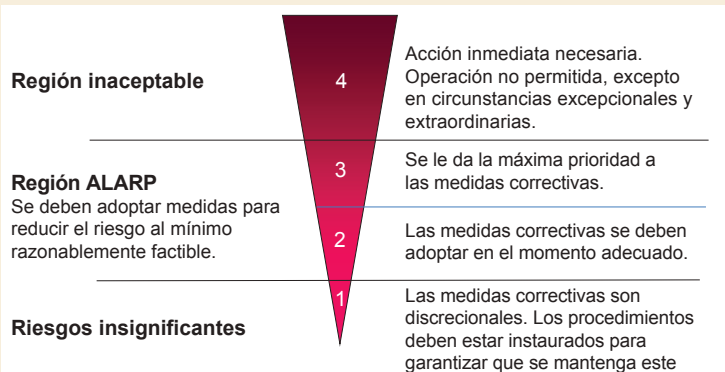 Región inaceptable
4
Acción inmediata necesaria.
Operación no permitida, excepto
en circunstancias excepcionales y
extraordinarias.
Región ALARP
Se deben adoptar medidas para
reducir el riesgo al mínimo
razonablemente factible.
3
Se le da la máxima prioridad a
las medidas correctivas.
2
Las medidas correctivas se deben
adoptar en el momento adecuado.
Riesgos insignificantes
1
Las medidas correctivas son
discrecionales. Los procedimientos
deben estar instaurados para
garantizar que se mantenga este